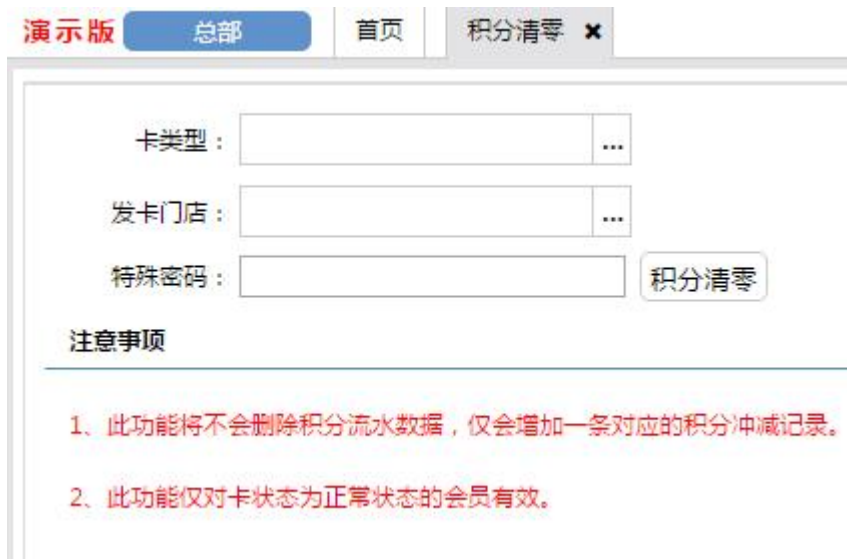 演示版 总部 首页 积分清零 ✖
卡类型： ...
发卡门店： ...
特殊密码： 积分清零
注意事项
1、此功能将不会删除积分流水数据，仅会增加一条对应的积分冲减记录。
2、此功能仅对卡状态为正常状态的会员有效。